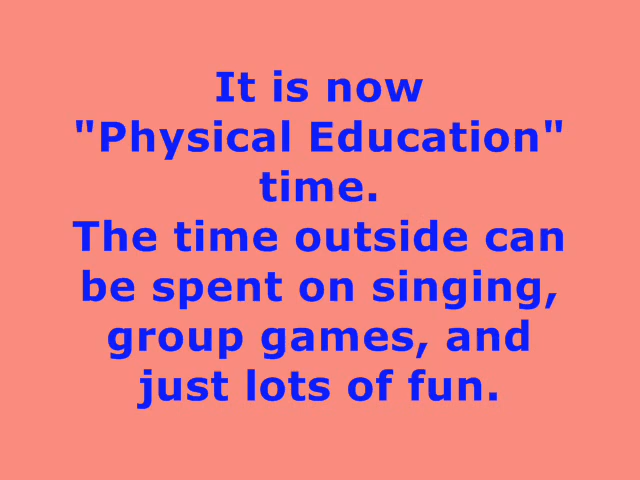 It is now
"Physical Education"
time.
The time outside can
be spent on singing,
group games, and
just lots of fun.